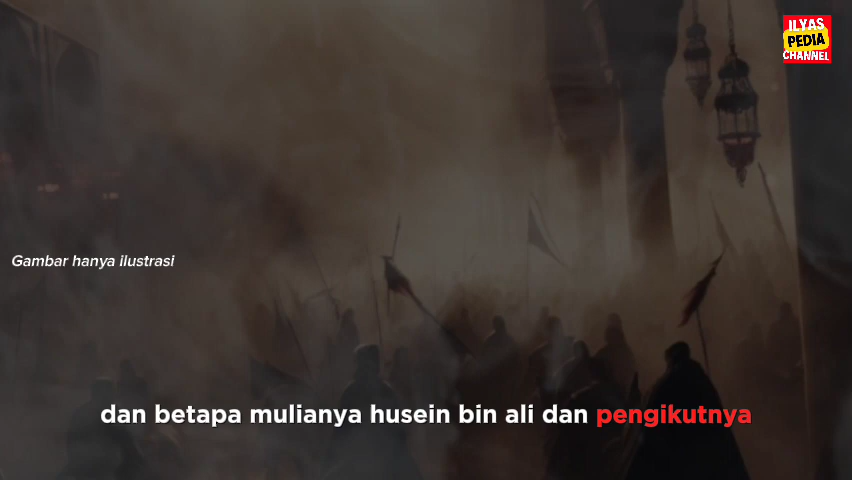 ILYAS
PEDIA
CHANNEL
Gambar hanya ilustrasi
dan betapa mulianya husein bin ali dan pengikutnya